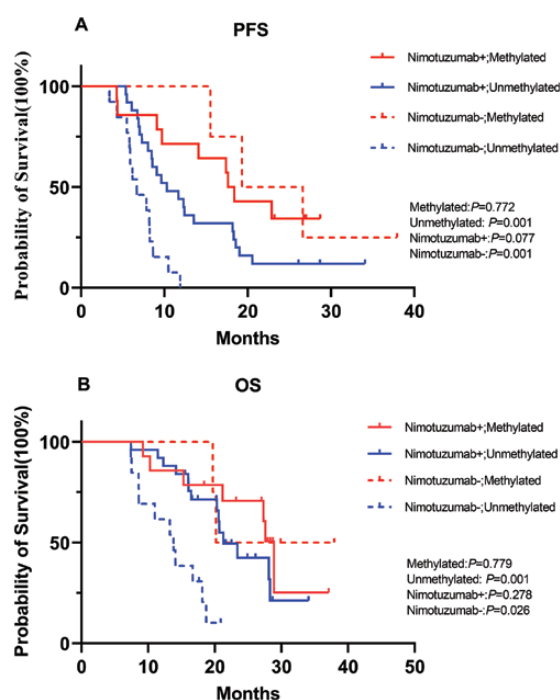 A
PFS
Nimotuzumab+;Methylated
Nimotuzumab+;Unmethylated
Nimotuzumab-;Methylated
Nimotuzumab-;Unmethylated
Probability of Survival(100%)
100
50
0
Methylated:P=0.772
Unmethylated: P=0.001
Nimotuzumab+:P=0.077
Nimotuzumab-:P=0.001
0 10 20 30 40
Months
B
OS
Nimotuzumab+;Methylated
Nimotuzumab+;Unmethylated
Nimotuzumab-;Methylated
Nimotuzumab-;Unmethylated
Probability of Survival(100%)
100
50
0
Methylated:P=0.779
Unmethylated: P=0.001
Nimotuzumab+:P=0.278
Nimotuzumab-:P=0.026
0 10 20 30 40 50
Months